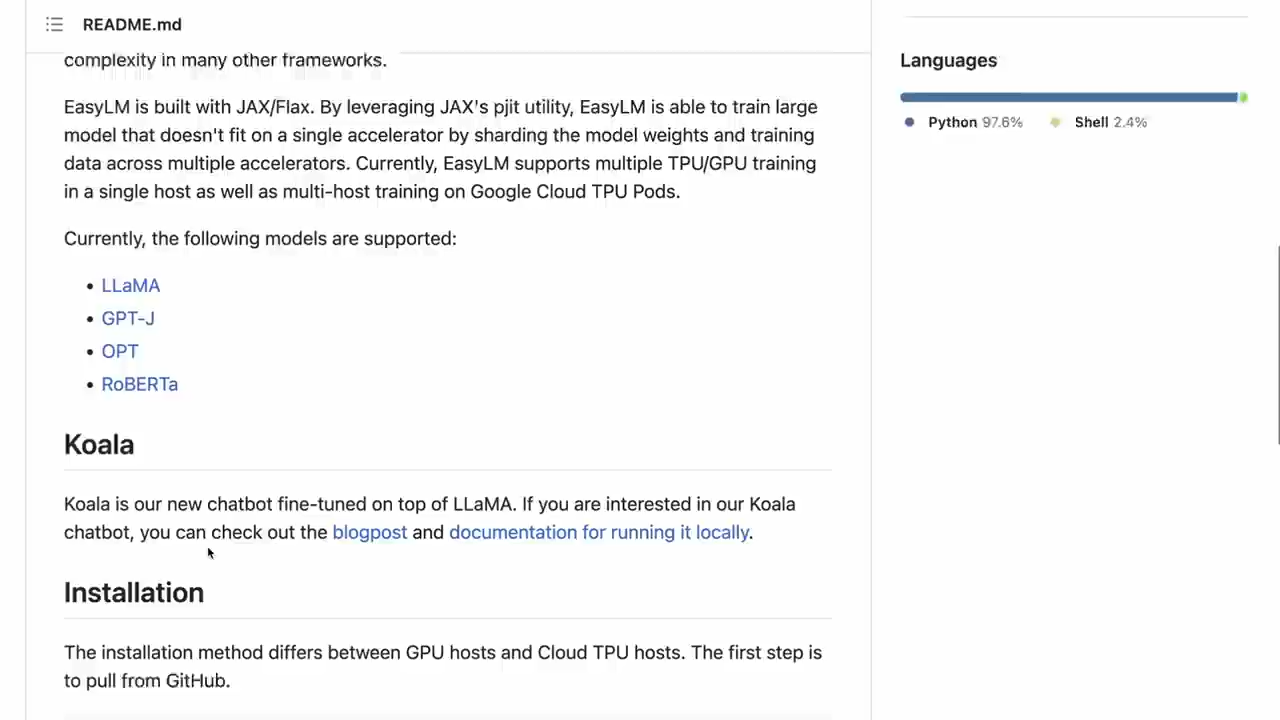 README.md
complexity in many other frameworks.
EasyLM is built with JAX/Flax. By leveraging JAX's pjit utility, EasyLM is able to train large
model that doesn't fit on a single accelerator by sharding the model weights and training
data across multiple accelerators. Currently, EasyLM supports multiple TPU/GPU training
in a single host as well as multi-host training on Google Cloud TPU Pods.
Currently, the following models are supported:
• LLaMA
• GPT-J
• OPT
• RoBERTa
Koala
Koala is our new chatbot fine-tuned on top of LLaMA. If you are interested in our Koala
chatbot, you can check out the blogpost and documentation for running it locally.
Installation
The installation method differs between GPU hosts and Cloud TPU hosts. The first step is
to pull from GitHub.
Languages
Python 97.6% Shell 2.4%